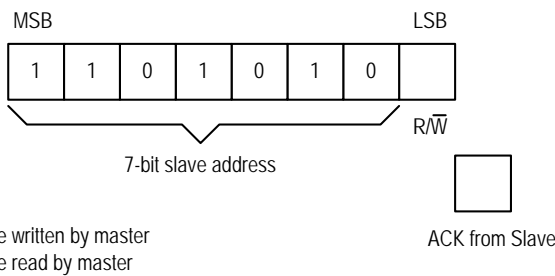 MSB LSB
1 1 0 1 0 1 0
R/W̅
7-bit slave address
e written by master
ACK from Slave
e read by master